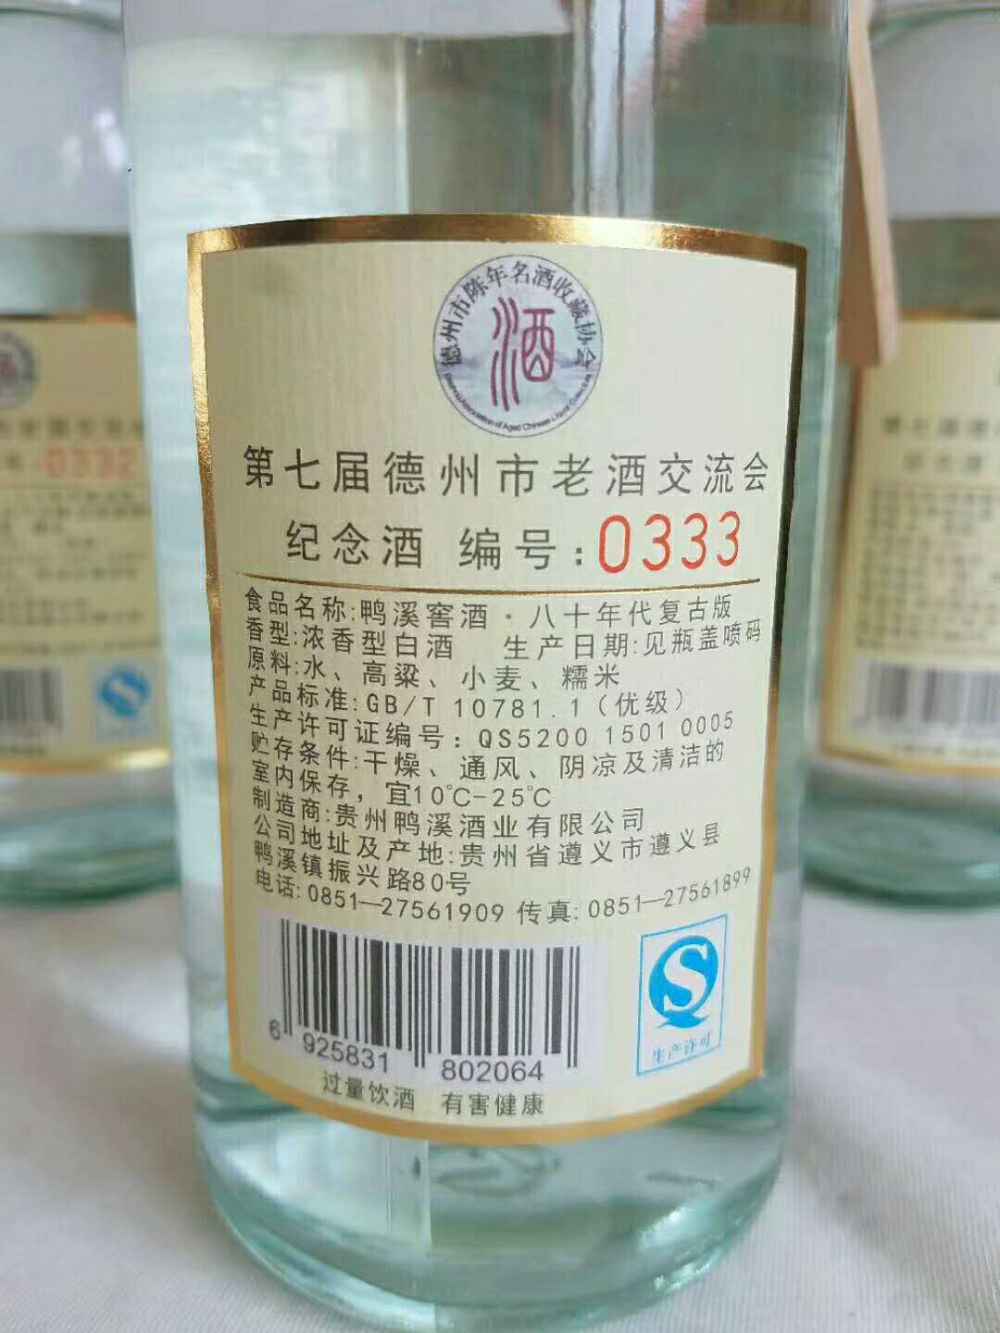 德州市陈年名酒收藏协会
酒
第七届德州市老酒交流会
纪念酒 编号:0333
食品名称:鸭溪窖酒·八十年代复古版
香型:浓香型白酒 生产日期:见瓶盖喷码
原料:水、高粱、小麦、糯米
产品标准:GB/T 10781.1(优级)
生产许可证编号:QS5200 1501 0005
贮存条件:干燥、通风、阴凉及清洁的
室内保存,宜10℃-25℃
制造商:贵州鸭溪酒业有限公司
公司地址及产地:贵州省遵义市遵义县
鸭溪镇振兴路80号
电话:0851—27561909 传真:0851—27561899
6 925831 802064
生产许可
过量饮酒 有害健康
0332